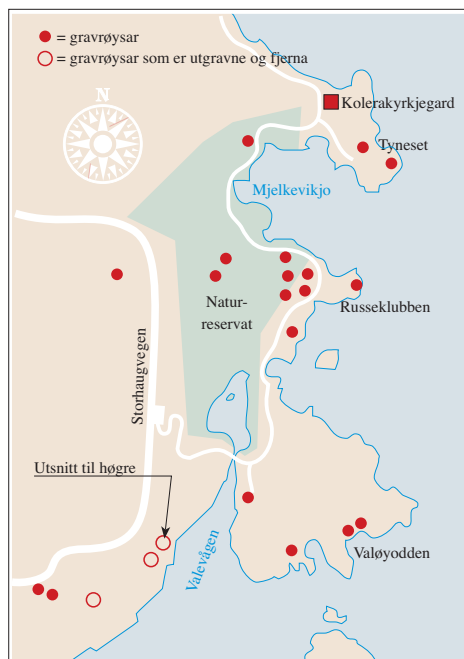 = gravrøysar
= gravrøysar som er utgravne og fjerna
N
Kolerakyrkjegard
Tyneset
Mjelkevikjo
Natur-
reservat
Russeklubben
Storhaugvegen
Utsnitt til høgre
Valevågen
Valøyodden